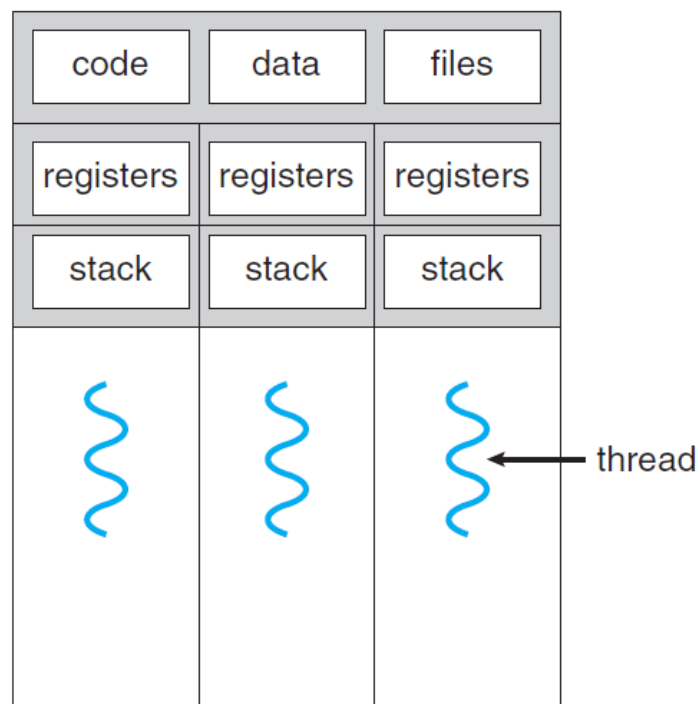 code data files
registers registers registers
stack stack stack
thread